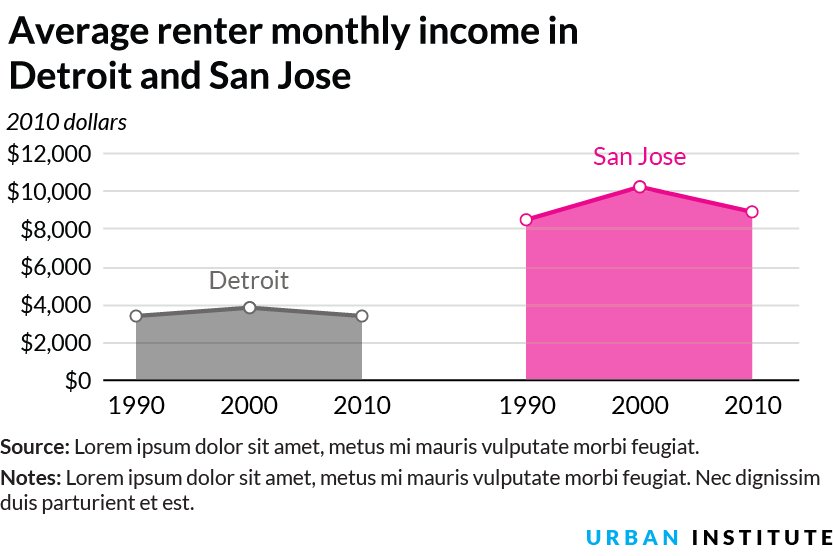 Average renter monthly income in
Detroit and San Jose
2010 dollars
$12,000
San Jose
$10,000
$8,000
$6,000
Detroit
$4,000
$2,000
$0
1990 2000 2010 1990 2000 2010
Source: Lorem ipsum dolor sit amet, metus mi mauris vulputate morbi feugiat.
Notes: Lorem ipsum dolor sit amet, metus mi mauris vulputate morbi feugiat. Nec dignissim
duis parturient et est.
URBAN INSTITUTE